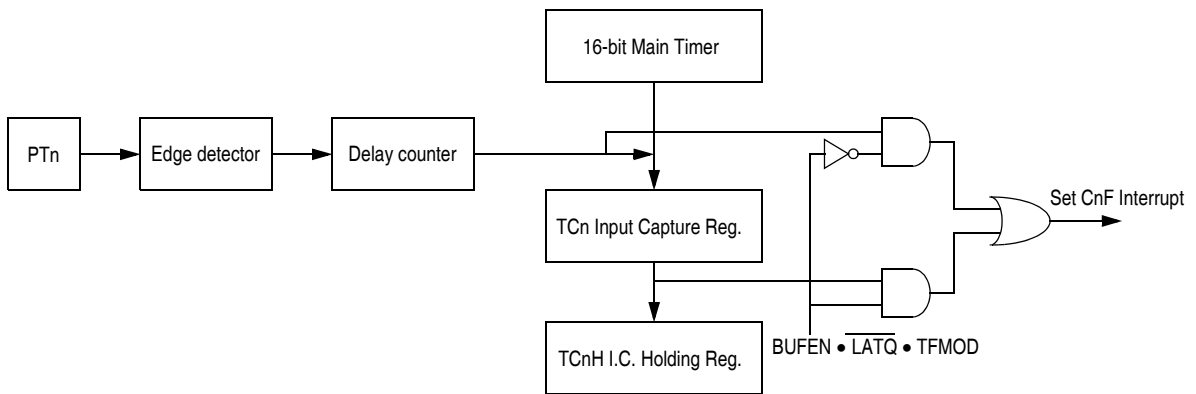 16-bit Main Timer
PTn
Edge detector
Delay counter
TCn Input Capture Reg.
Set CnF Interrupt
TCnH I.C. Holding Reg.
BUFEN • L̅A̅T̅Q̅ • TFMOD